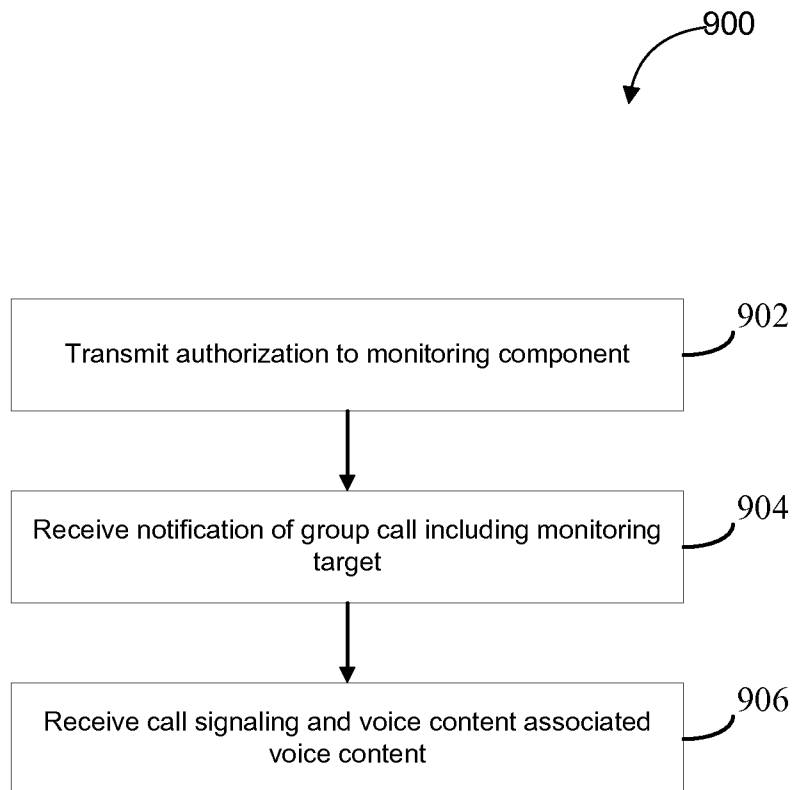 900
902
Transmit authorization to monitoring component
904
Receive notification of group call including monitoring
target
906
Receive call signaling and voice content associated
voice content